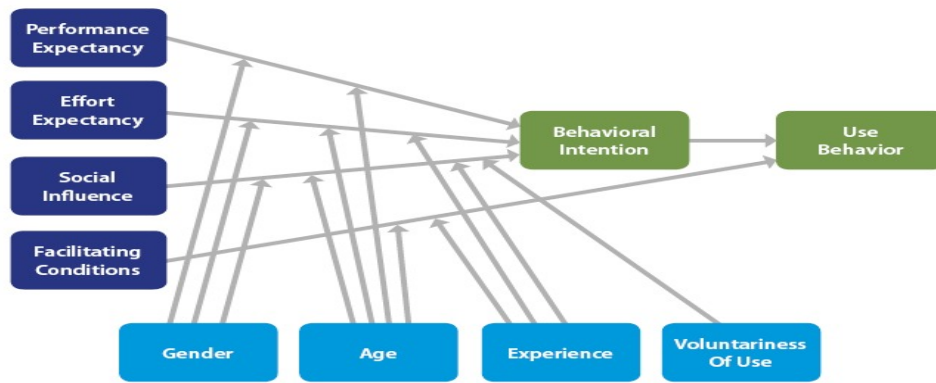 Performance
Expectancy
Effort
Expectancy
Social
Influence
Facilitating
Conditions
Behavioral
Intention
Use
Behavior
Gender
Age
Experience
Voluntariness
Of Use